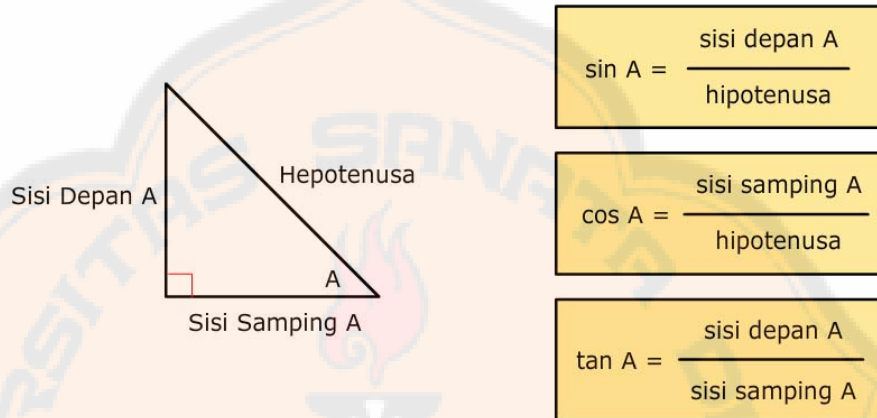 sin A =
sisi depan A
hipotenusa
Sisi Depan A
Hepotenusa
A
Sisi Samping A
cos A =
sisi samping A
hipotenusa
tan A =
sisi depan A
sisi samping A